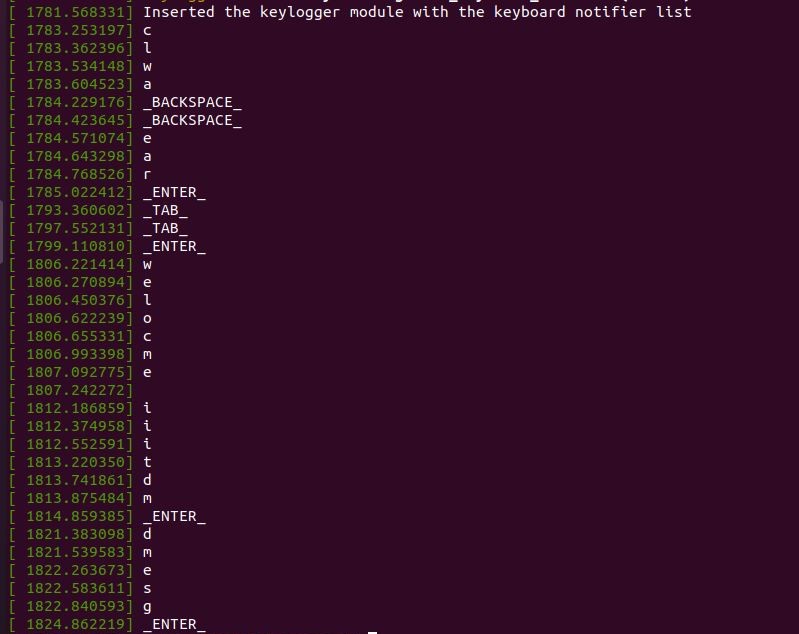 [ 1781.568331] Inserted the keylogger module with the keyboard notifier list
[ 1783.253197] c
[ 1783.362396] l
[ 1783.534148] w
[ 1783.604523] a
[ 1784.229176] _BACKSPACE_
[ 1784.423645] _BACKSPACE_
[ 1784.571074] e
[ 1784.643298] a
[ 1784.768526] r
[ 1785.022412] _ENTER_
[ 1793.360602] _TAB_
[ 1797.552131] _TAB_
[ 1799.110810] _ENTER_
[ 1806.221414] w
[ 1806.270894] e
[ 1806.450376] l
[ 1806.622239] o
[ 1806.655331] c
[ 1806.993398] m
[ 1807.092775] e
[ 1807.242272]
[ 1812.186859] i
[ 1812.374958] i
[ 1812.552591] i
[ 1813.220350] t
[ 1813.741861] d
[ 1813.875484] m
[ 1814.859385] _ENTER_
[ 1821.383098] d
[ 1821.539583] m
[ 1822.263673] e
[ 1822.583611] s
[ 1822.840593] g
[ 1824.862219] _ENTER_